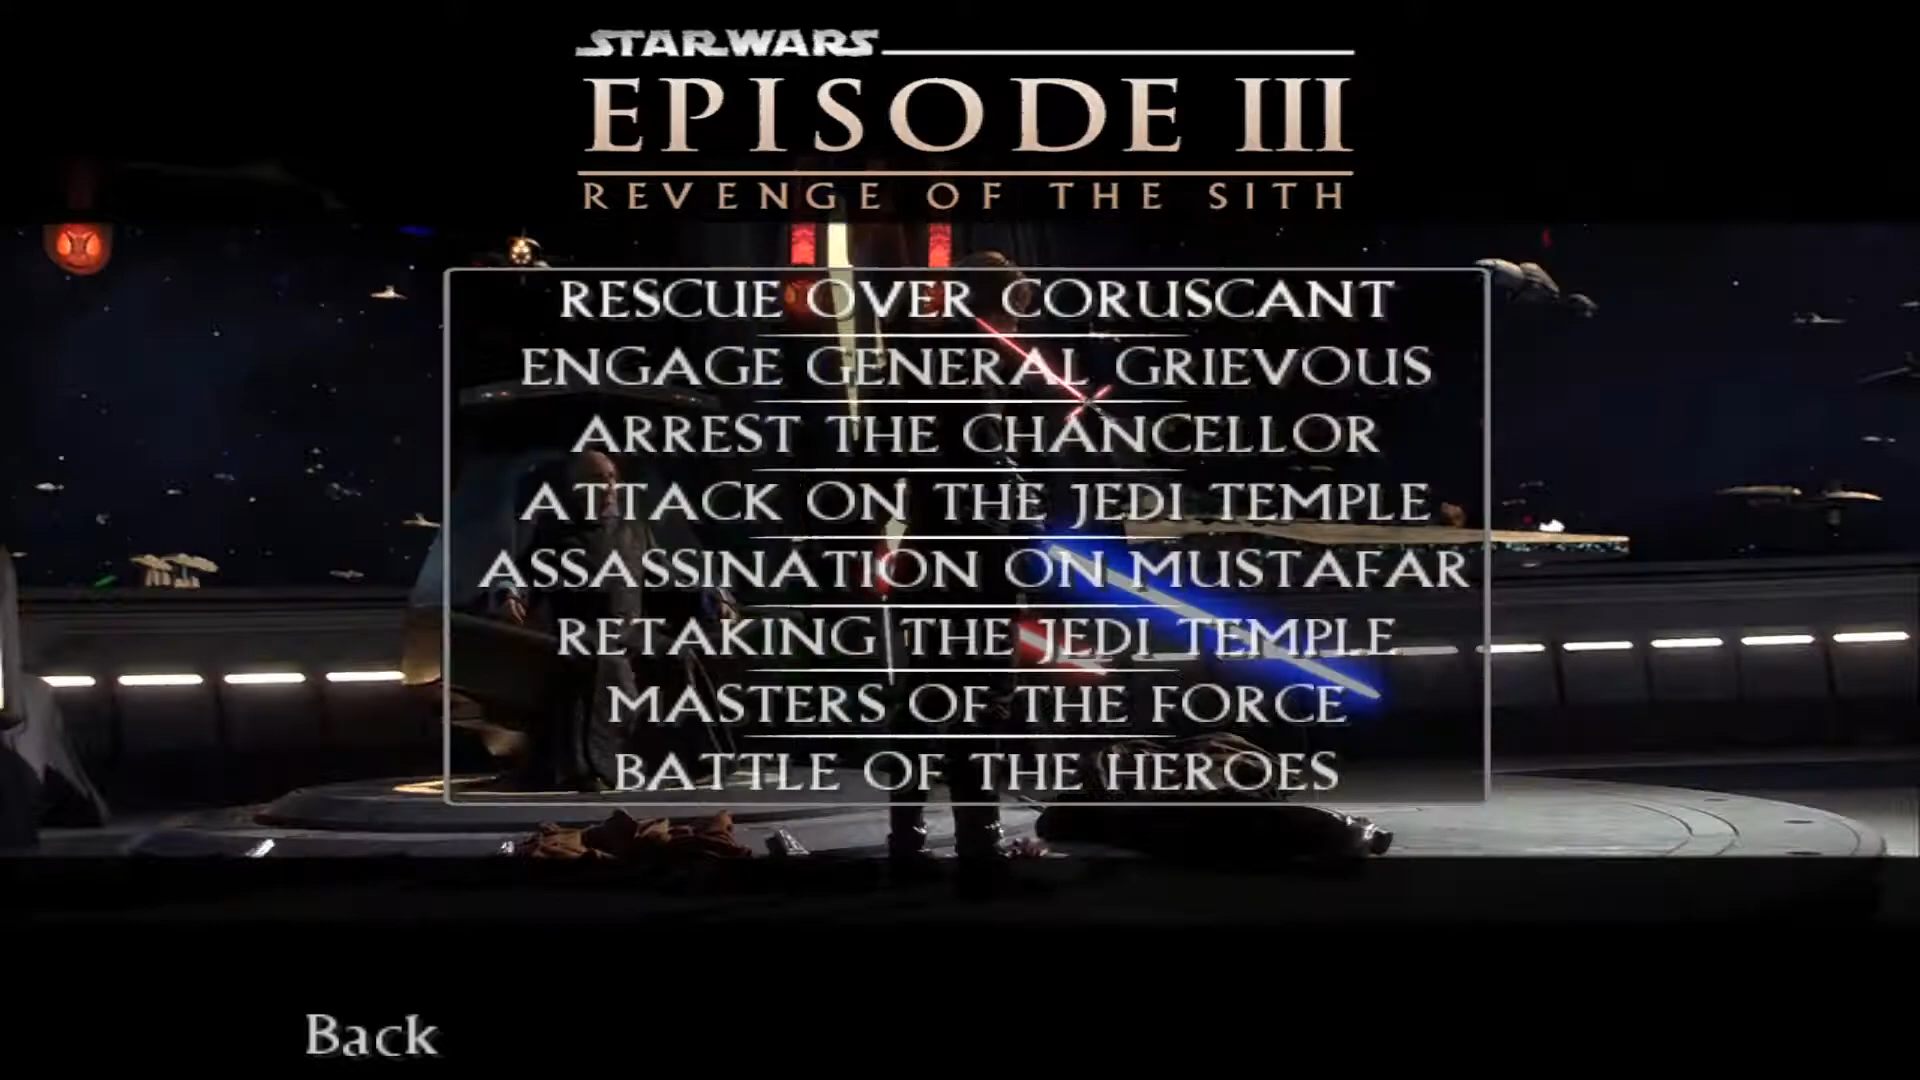 STAR WARS
EPISODE III
REVENGE OF THE SITH
RESCUE OVER CORUSCANT
ENGAGE GENERAL GRIEVOUS
ARREST THE CHANCELLOR
ATTACK ON THE JEDI TEMPLE
ASSASSINATION ON MUSTAFAR
RETAKING THE JEDI TEMPLE
MASTERS OF THE FORCE
BATTLE OF THE HEROES
Back